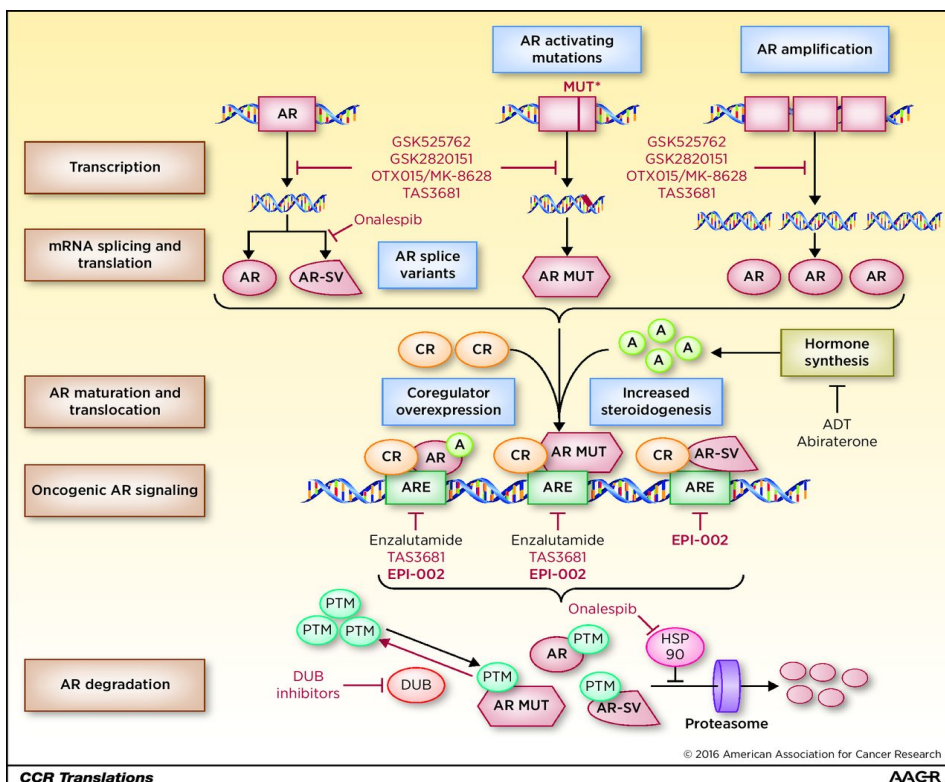 AR activating
mutations
AR amplification
MUT*
AR
Transcription
GSK525762
GSK2820151
OTX015/MK-8628
TAS3681
GSK525762
GSK2820151
OTX015/MK-8628
TAS3681
Onalespib
mRNA splicing and
translation
AR
AR-SV
AR splice
variants
AR MUT
AR
AR
AR
CR
CR
A
A
A
A
Hormone
synthesis
AR maturation and
translocation
Coregulator
overexpression
Increased
steroidogenesis
ADT
Abiraterone
CR
AR
A
CR
AR MUT
CR
AR-SV
Oncogenic AR signaling
ARE
ARE
ARE
Enzalutamide
TAS3681
EPI-002
Enzalutamide
TAS3681
EPI-002
EPI-002
PTM
PTM
PTM
Onalespib
HSP
90
PTM
AR
AR degradation
DUB
inhibitors
DUB
PTM
AR MUT
PTM
AR-SV
Proteasome
© 2016 American Association for Cancer Research
CCR Translations
AACR